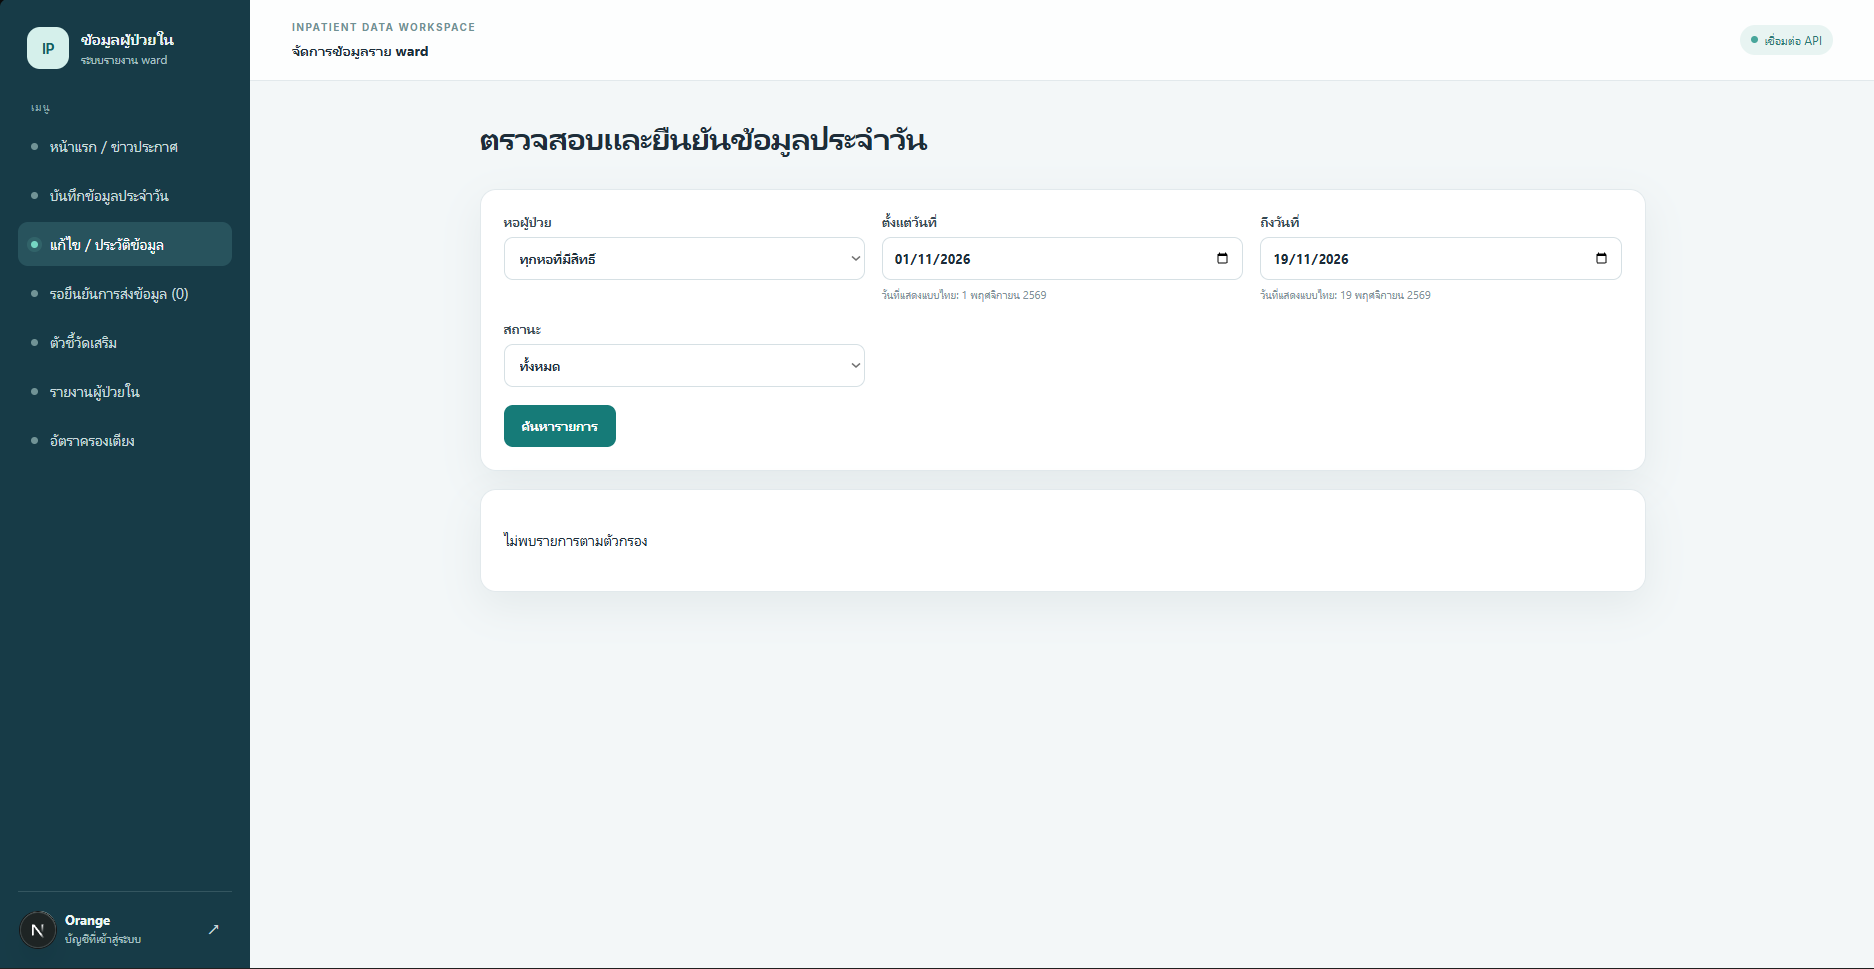 IP
ข้อมูลผู้ป่วยใน
ระบบรายงาน ward
เมนู
หน้าแรก / ข่าวประกาศ
บันทึกข้อมูลประจำวัน
แก้ไข / ประวัติข้อมูล
รอยืนยันการส่งข้อมูล (0)
ตัวชี้วัดเสริม
รายงานผู้ป่วยใน
อัตราครองเตียง
N
Orange
บัญชีที่เข้าสู่ระบบ
INPATIENT DATA WORKSPACE
จัดการข้อมูลราย ward
เชื่อมต่อ API
ตรวจสอบและยืนยันข้อมูลประจำวัน
หอผู้ป่วย
ทุกหอที่มีสิทธิ์
ตั้งแต่วันที่
01/11/2026
วันที่แสดงแบบไทย: 1 พฤศจิกายน 2569
ถึงวันที่
19/11/2026
วันที่แสดงแบบไทย: 19 พฤศจิกายน 2569
สถานะ
ทั้งหมด
ค้นหารายการ
ไม่พบรายการตามตัวกรอง